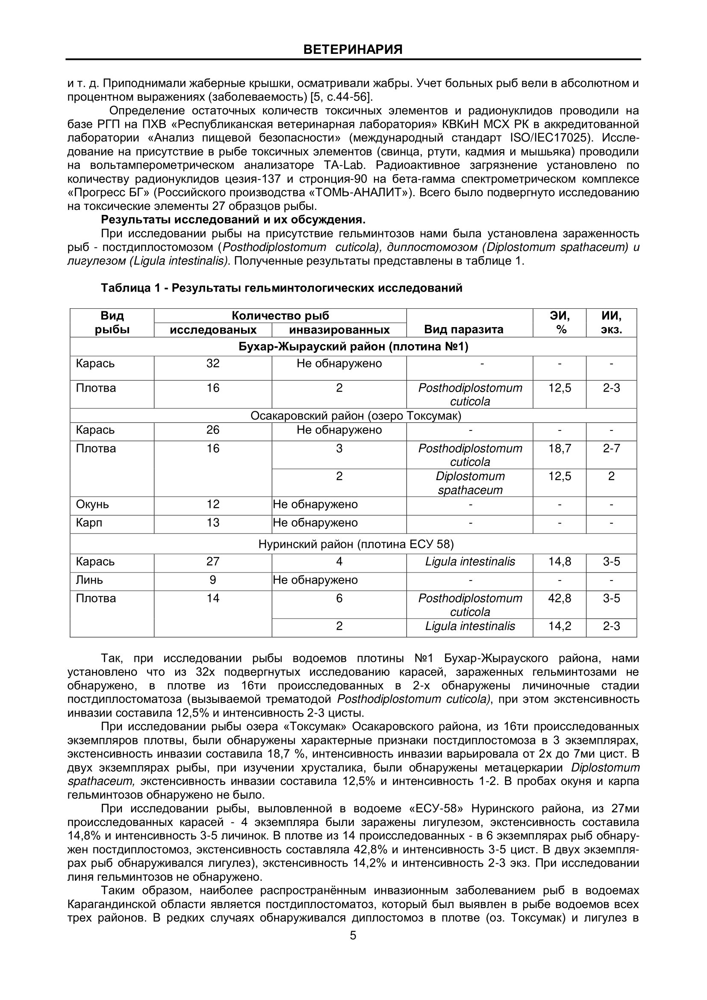 ВЕТЕРИНАРИЯ
и т. д. Приподнимали жаберные крышки, осматривали жабры. Учет больных рыб вели в абсолютном и
процентном выражениях (заболеваемость) [5, с.44-56].
Определение остаточных количеств токсичных элементов и радионуклидов проводили на
базе РГП на ПХВ «Республиканская ветеринарная лаборатория» КВКиН МСХ РК в аккредитованной
лаборатории «Анализ пищевой безопасности» (международный стандарт ISO/IEC17025). Иссле-
дование на присутствие в рыбе токсичных элементов (свинца, ртути, кадмия и мышьяка) проводили
на вольтамперометрическом анализаторе TA-Lab. Радиоактивное загрязнение установлено по
количеству радионуклидов цезия-137 и стронция-90 на бета-гамма спектрометрическом комплексе
«Прогресс БГ» (Российского производства «ТОМЬ-АНАЛИТ»). Всего было подвергнуто исследованию
на токсические элементы 27 образцов рыбы.
Результаты исследований и их обсуждения.
При исследовании рыбы на присутствие гельминтозов нами была установлена зараженность
рыб - постдиплостомозом (Posthodiplostomum cuticola), диплостомозом (Diplostomum spathaceum) и
лигулезом (Ligula intestinalis). Полученные результаты представлены в таблице 1.
Таблица 1 - Результаты гельминтологических исследований
Вид рыбы Количество рыб Вид паразита ЭИ, % ИИ, экз.
исследованых инвазированных
Бухар-Жырауский район (плотина №1)
Карась 32 Не обнаружено - - -
Плотва 16 2 Posthodiplostomum cuticola 12,5 2-3
Осакаровский район (озеро Токсумак)
Карась 26 Не обнаружено - - -
Плотва 16 3 Posthodiplostomum cuticola 18,7 2-7
2 Diplostomum spathaceum 12,5 2
Окунь 12 Не обнаружено - - -
Карп 13 Не обнаружено - - -
Нуринский район (плотина ЕСУ 58)
Карась 27 4 Ligula intestinalis 14,8 3-5
Линь 9 Не обнаружено - - -
Плотва 14 6 Posthodiplostomum cuticola 42,8 3-5
2 Ligula intestinalis 14,2 2-3
Так, при исследовании рыбы водоемов плотины №1 Бухар-Жырауского района, нами
установлено что из 32х подвергнутых исследованию карасей, зараженных гельминтозами не
обнаружено, в плотве из 16ти происследованных в 2-х обнаружены личиночные стадии
постдиплостоматоза (вызываемой трематодой Posthodiplostomum cuticola), при этом экстенсивность
инвазии составила 12,5% и интенсивность 2-3 цисты.
При исследовании рыбы озера «Токсумак» Осакаровского района, из 16ти происследованных
экземпляров плотвы, были обнаружены характерные признаки постдиплостомоза в 3 экземплярах,
экстенсивность инвазии составила 18,7 %, интенсивность инвазии варьировала от 2х до 7ми цист. В
двух экземплярах рыбы, при изучении хрусталика, были обнаружены метацеркарии Diplostomum
spathaceum, экстенсивность инвазии составила 12,5% и интенсивность 1-2. В пробах окуня и карпа
гельминтозов обнаружено не было.
При исследовании рыбы, выловленной в водоеме «ЕСУ-58» Нуринского района, из 27ми
происследованных карасей - 4 экземпляра были заражены лигулезом, экстенсивность составила
14,8% и интенсивность 3-5 личинок. В плотве из 14 происследованных - в 6 экземплярах рыб обнару-
жен постдиплостомоз, экстенсивность составляла 42,8% и интенсивность 3-5 цист. В двух экземпля-
рах рыб обнаруживался лигулез), экстенсивность 14,2% и интенсивность 2-3 экз. При исследовании
линя гельминтозов не обнаружено.
Таким образом, наиболее распространённым инвазионным заболеванием рыб в водоемах
Карагандинской области является постдиплостоматоз, который был выявлен в рыбе водоемов всех
трех районов. В редких случаях обнаруживался диплостомоз в плотве (оз. Токсумак) и лигулез в
5